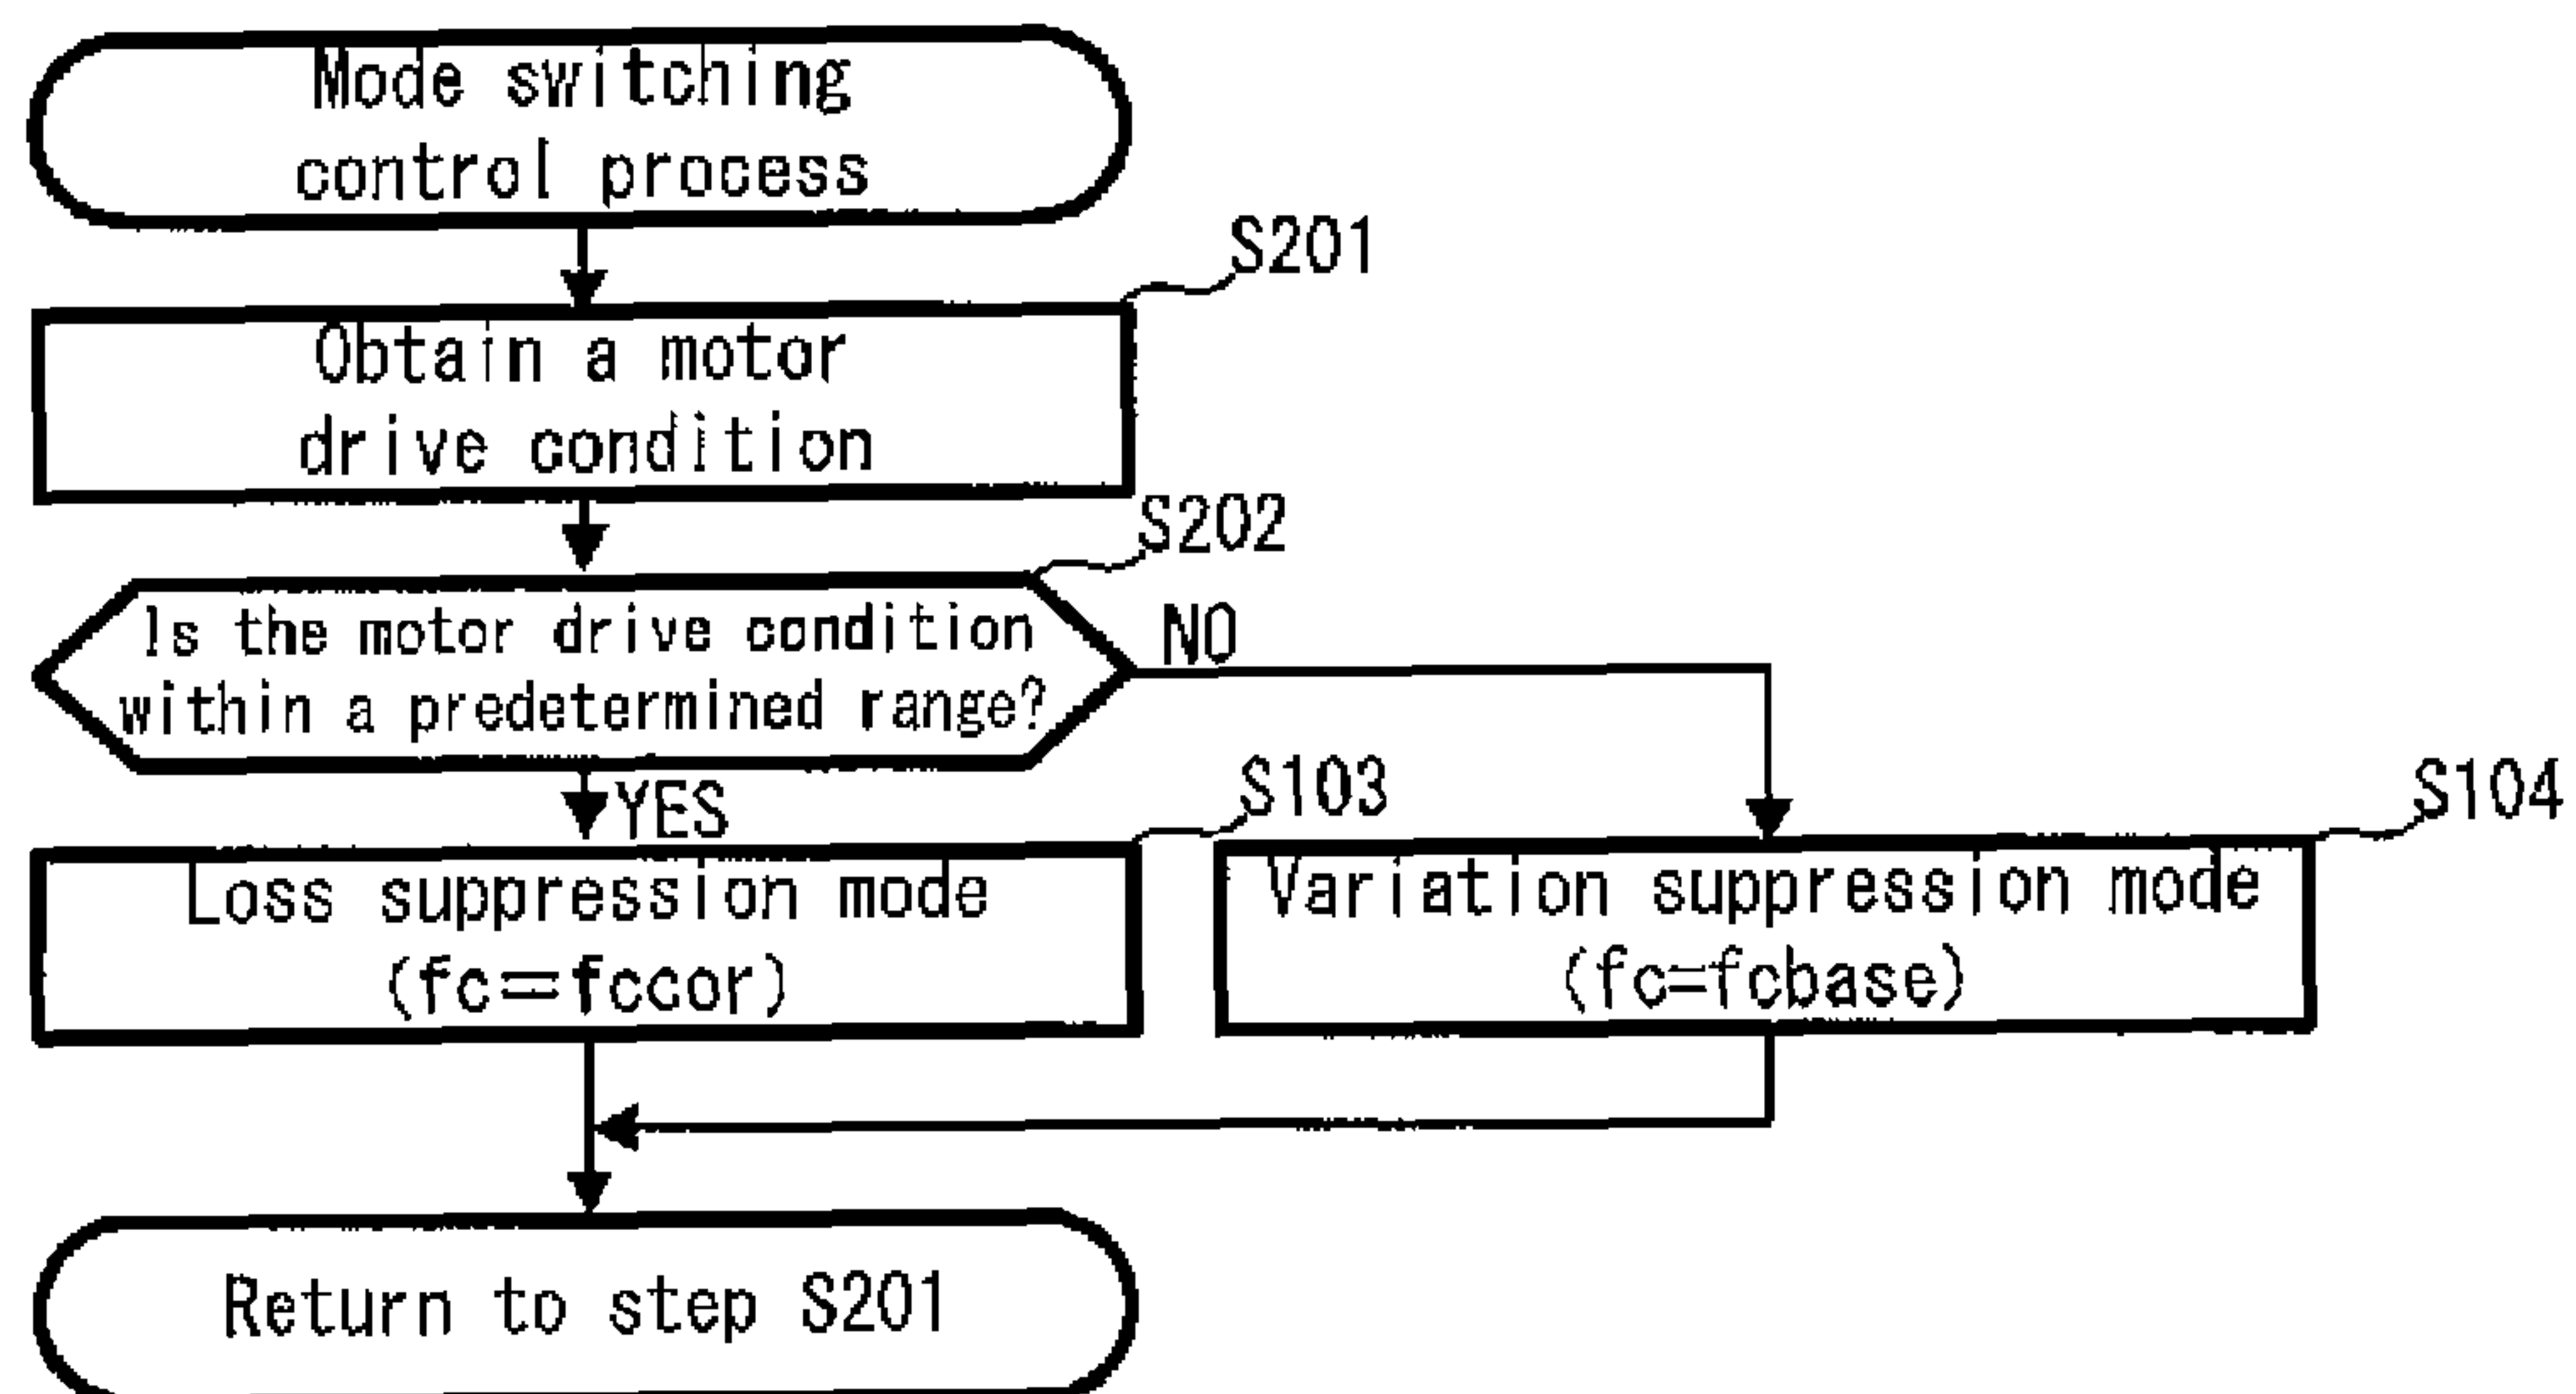 Mode switching
control process
S201
Obtain a motor
drive condition
S202
Is the motor drive condition
within a predetermined range?
NO
YES
S103
Loss suppression mode
(fc=fccor)
S104
Variation suppression mode
(fc=fcbase)
Return to step S201